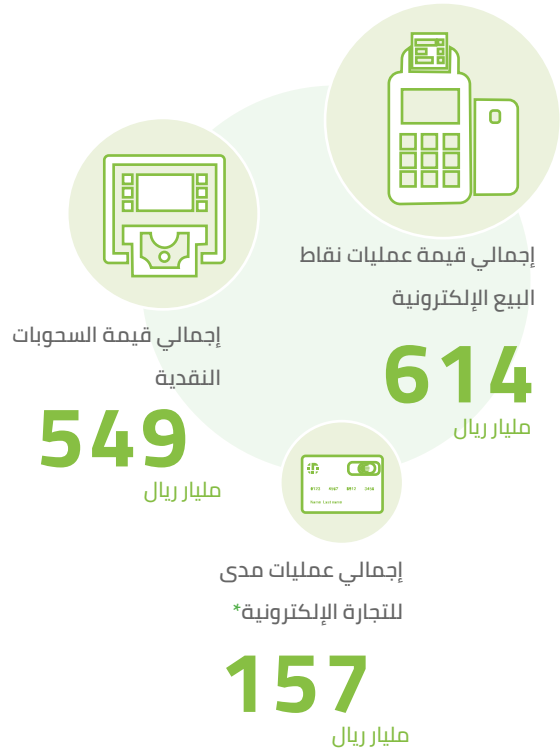 إجمالي قيمة عمليات نقاط
البيع الإلكترونية
614
مليار ريال
إجمالي قيمة السحوبات
النقدية
549
مليار ريال
إجمالي عمليات مدى
للتجارة الإلكترونية*
157
مليار ريال